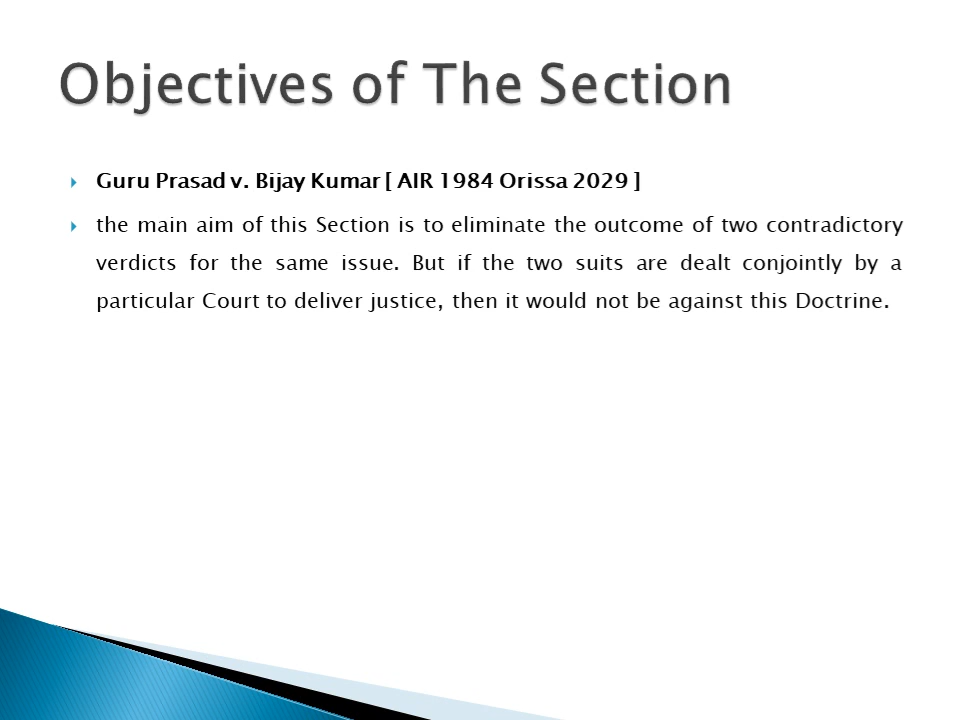 Objectives of The Section
Guru Prasad v. Bijay Kumar [ AIR 1984 Orissa 2029 ]
the main aim of this Section is to eliminate the outcome of two contradictory
verdicts for the same issue. But if the two suits are dealt conjointly by a
particular Court to deliver justice, then it would not be against this Doctrine.